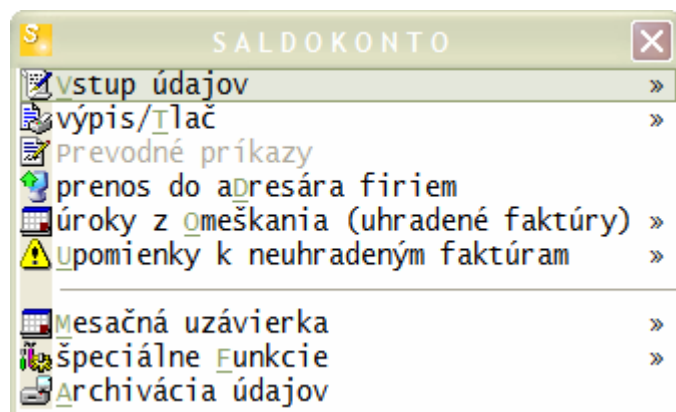 S.
SALDOKONTO
Vstup údajov »
výpis/Tlač »
Prevodné príkazy
prenos do aDresára firiem
úroky z Omeškania (uhradené faktúry) »
Upomienky k neuhradeným faktúram »
Mesačná uzávierka »
špeciálne Funkcie »
Archivácia údajov